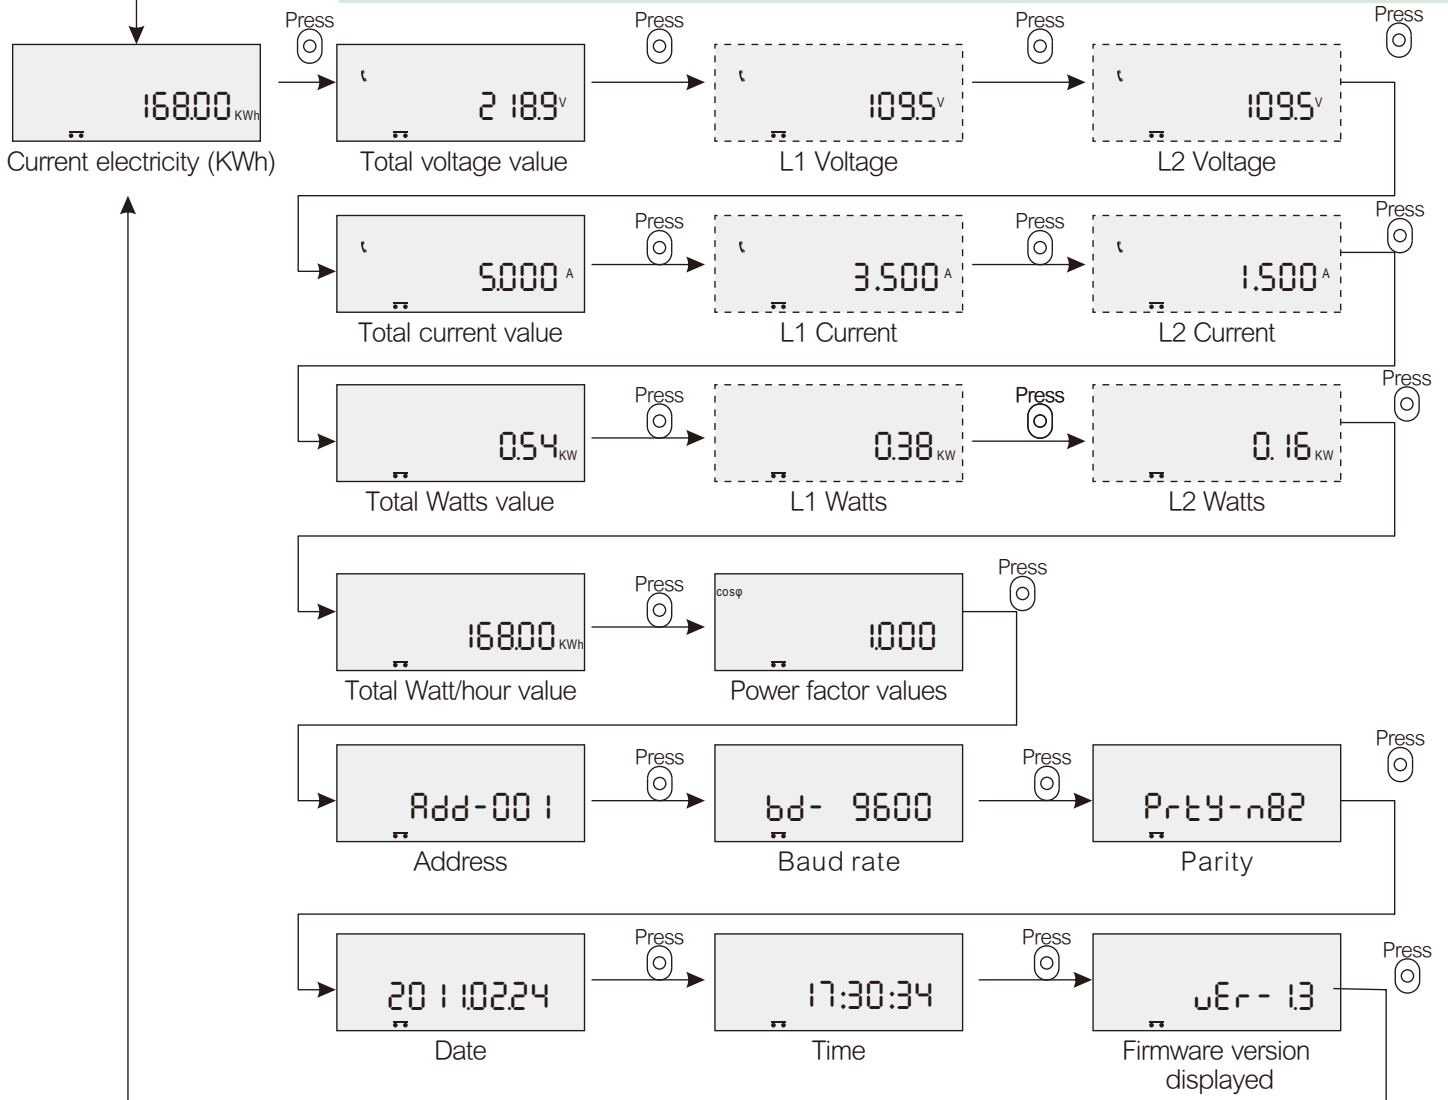 Press Press Press Press
168.00 KWh 218.9 V 109.5 V 109.5 V
Current electricity (KWh) Total voltage value L1 Voltage L2 Voltage
Press Press Press
5.000 A 3.500 A 1.500 A
Total current value L1 Current L2 Current
Press Press Press
0.54 KW 0.38 KW 0.16 KW
Total Watts value L1 Watts L2 Watts
Press Press
cosφ
168.00 KWh 1.000
Total Watt/hour value Power factor values
Press Press Press
Add-001 bd- 9600 PrtY-n82
Address Baud rate Parity
Press Press Press
2011.02.24 17:30:34 uEr- 1.3
Date Time Firmware version
displayed